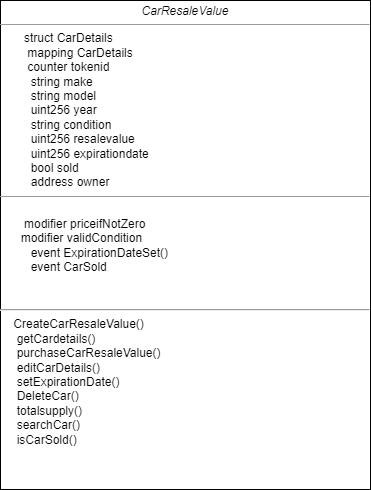 CarResaleValue
struct CarDetails
mapping CarDetails
counter tokenid
string make
string model
uint256 year
string condition
uint256 resalevalue
uint256 expirationdate
bool sold
address owner
modifier priceifNotZero
modifier validCondition
event ExpirationDateSet()
event CarSold
CreateCarResaleValue()
getCardetails()
purchaseCarResaleValue()
editCarDetails()
setExpirationDate()
DeleteCar()
totalsupply()
searchCar()
isCarSold()